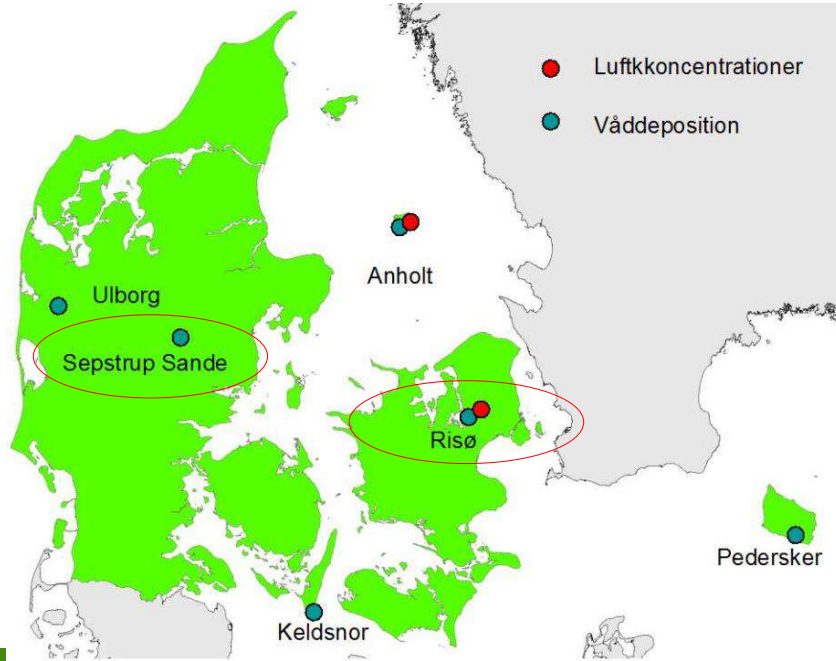 Luftkkoncentrationer
Våddeposition
Anholt
Ulborg
Sepstrup Sande
Risø
Pedersker
Keldsnor